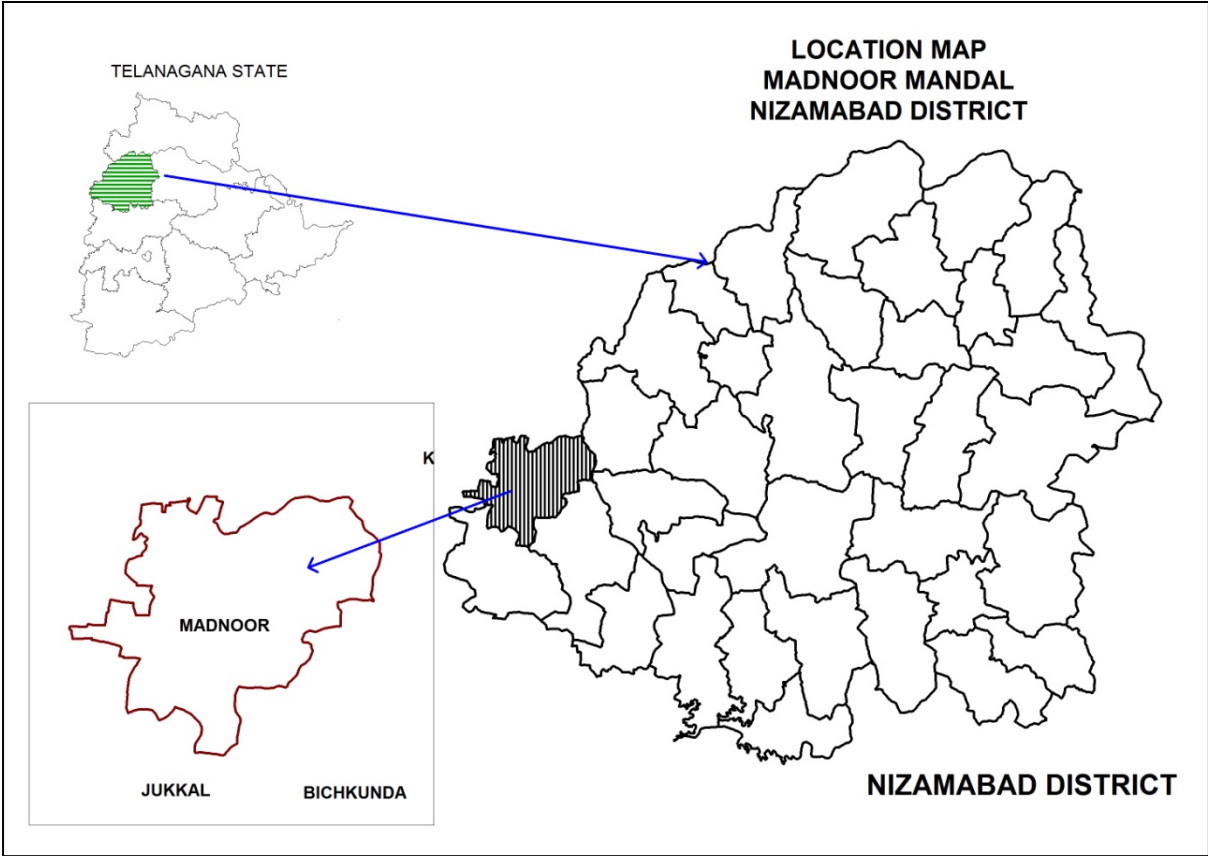 TELANAGANA STATE
LOCATION MAP
MADNOOR MANDAL
NIZAMABAD DISTRICT
K
MADNOOR
JUKKAL
BICHKUNDA
NIZAMABAD DISTRICT